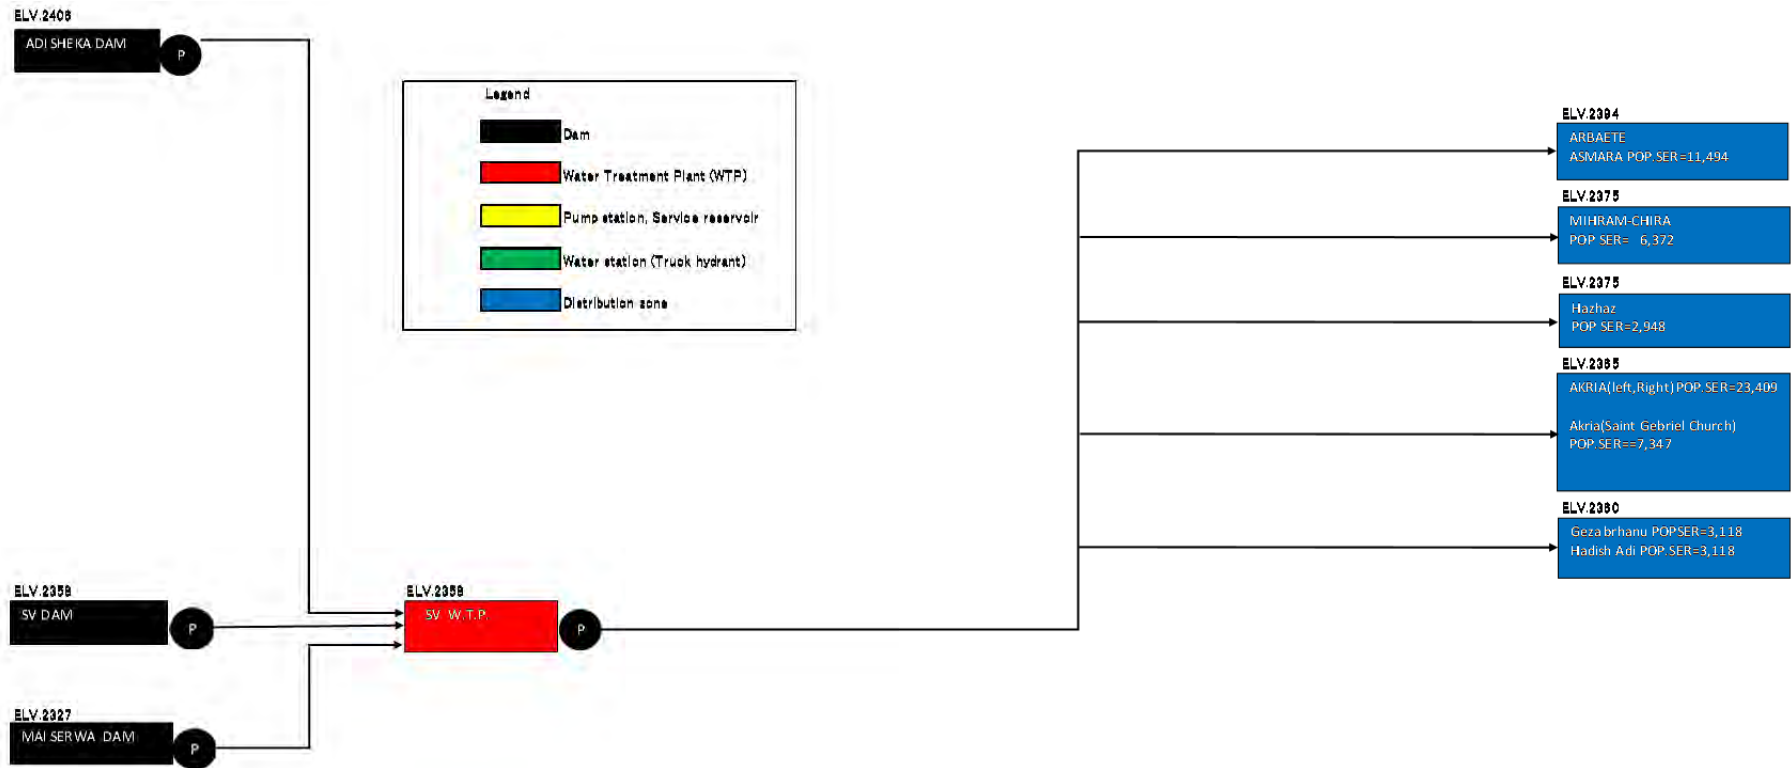 ELV.2406
ADI SHEKA DAM
P
Legend
Dam
Water Treatment Plant (WTP)
Pump station, Service reservoir
Water station (Truck hydrant)
Distribution zone
ELV.2394
ARBAETE
ASMARA POP.SER=11,494
ELV.2375
MIHRAM-CHIRA
POP SER= 6,372
ELV.2375
Hazhaz
POP SER=2,948
ELV.2365
AKRIA(left,Right)POP.SER=23,409
Akria(Saint Gebriel Church)
POP.SER==7,347
ELV.2360
Geza brhanu POPSER=3,118
Hadish Adi POP.SER=3,118
ELV.2358
SV DAM
P
ELV.2358
SV W.T.P.
P
ELV.2327
MAI SERWA DAM
P